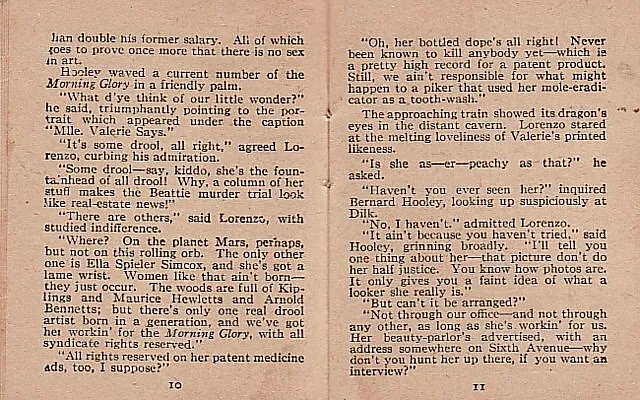 han double his former salary. All of which
goes to prove once more that there is no sex
in art.
Hooley waved a current number of the
Morning Glory in a friendly palm.
"What d'ye think of our little wonder?"
he said, triumphantly pointing to the por-
trait which appeared under the caption
"Mlle. Valerie Says."
"It's some drool, all right," agreed Lo-
renzo, curbing his admiration.
"Some drool—say, kiddo, she's the foun-
tainhead of all drool! Why, a column of her
stuff makes the Beattie murder trial look
like real-estate news!"
"There are others," said Lorenzo, with
studied indifference.
"Where? On the planet Mars, perhaps,
but not on this rolling orb. The only other
one is Ella Spieler Simcox, and she's got a
lame wrist. Women like that ain't born—
they just occur. The woods are full of Kip-
lings and Maurice Hewletts and Arnold
Bennetts; but there's only one real drool
artist born in a generation, and we've got
her workin' for the Morning Glory, with all
syndicate rights reserved."
"All rights reserved on her patent medicine
ads, too, I suppose?"
10
"Oh, her bottled dope's all right! Never
been known to kill anybody yet—which is
a pretty high record for a patent product.
Still, we ain't responsible for what might
happen to a piker that used her mole-eradi-
cator as a tooth-wash."
The approaching train showed its dragon's
eyes in the distant cavern. Lorenzo stared
at the melting loveliness of Valerie's printed
likeness.
"Is she as—er—peachy as that?" he
asked.
"Haven't you ever seen her?" inquired
Bernard Hooley, looking up suspiciously at
Dilk.
"No, I haven't," admitted Lorenzo.
"It ain't because you haven't tried," said
Hooley, grinning broadly. "I'll tell you
one thing about her—that picture don't do
her half justice. You know how photos are.
It only gives you a faint idea of what a
looker she really is."
"But can't it be arranged?"
"Not through our office—and not through
any other, as long as she's workin' for us.
Her beauty-parlor's advertised, with an
address somewhere on Sixth Avenue—why
don't you hunt her up there, if you want an
interview?"
11